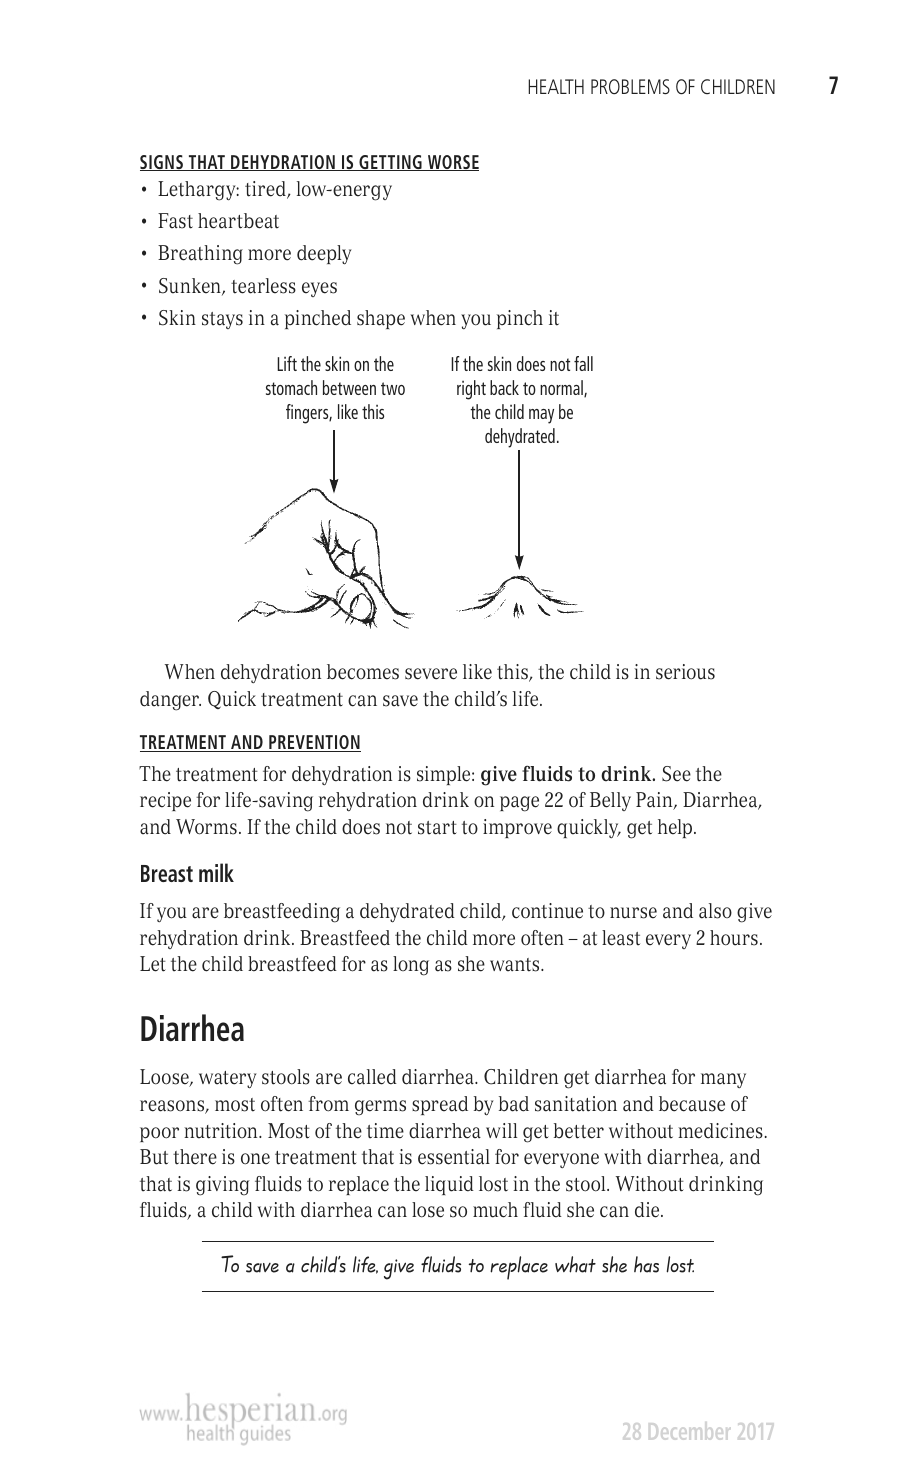 HEALTH PROBLEMS OF CHILDREN 7
SIGNS THAT DEHYDRATION IS GETTING WORSE
• Lethargy: tired, low-energy
• Fast heartbeat
• Breathing more deeply
• Sunken, tearless eyes
• Skin stays in a pinched shape when you pinch it
Lift the skin on the
stomach between two
fingers, like this
If the skin does not fall
right back to normal,
the child may be
dehydrated.
When dehydration becomes severe like this, the child is in serious
danger. Quick treatment can save the child’s life.
TREATMENT AND PREVENTION
The treatment for dehydration is simple: give fluids to drink. See the
recipe for life-saving rehydration drink on page 22 of Belly Pain, Diarrhea,
and Worms. If the child does not start to improve quickly, get help.
Breast milk
If you are breastfeeding a dehydrated child, continue to nurse and also give
rehydration drink. Breastfeed the child more often – at least every 2 hours.
Let the child breastfeed for as long as she wants.
Diarrhea
Loose, watery stools are called diarrhea. Children get diarrhea for many
reasons, most often from germs spread by bad sanitation and because of
poor nutrition. Most of the time diarrhea will get better without medicines.
But there is one treatment that is essential for everyone with diarrhea, and
that is giving fluids to replace the liquid lost in the stool. Without drinking
fluids, a child with diarrhea can lose so much fluid she can die.
To save a child’s life, give fluids to replace what she has lost.
www.hesperian.org
health guides
28 December 2017